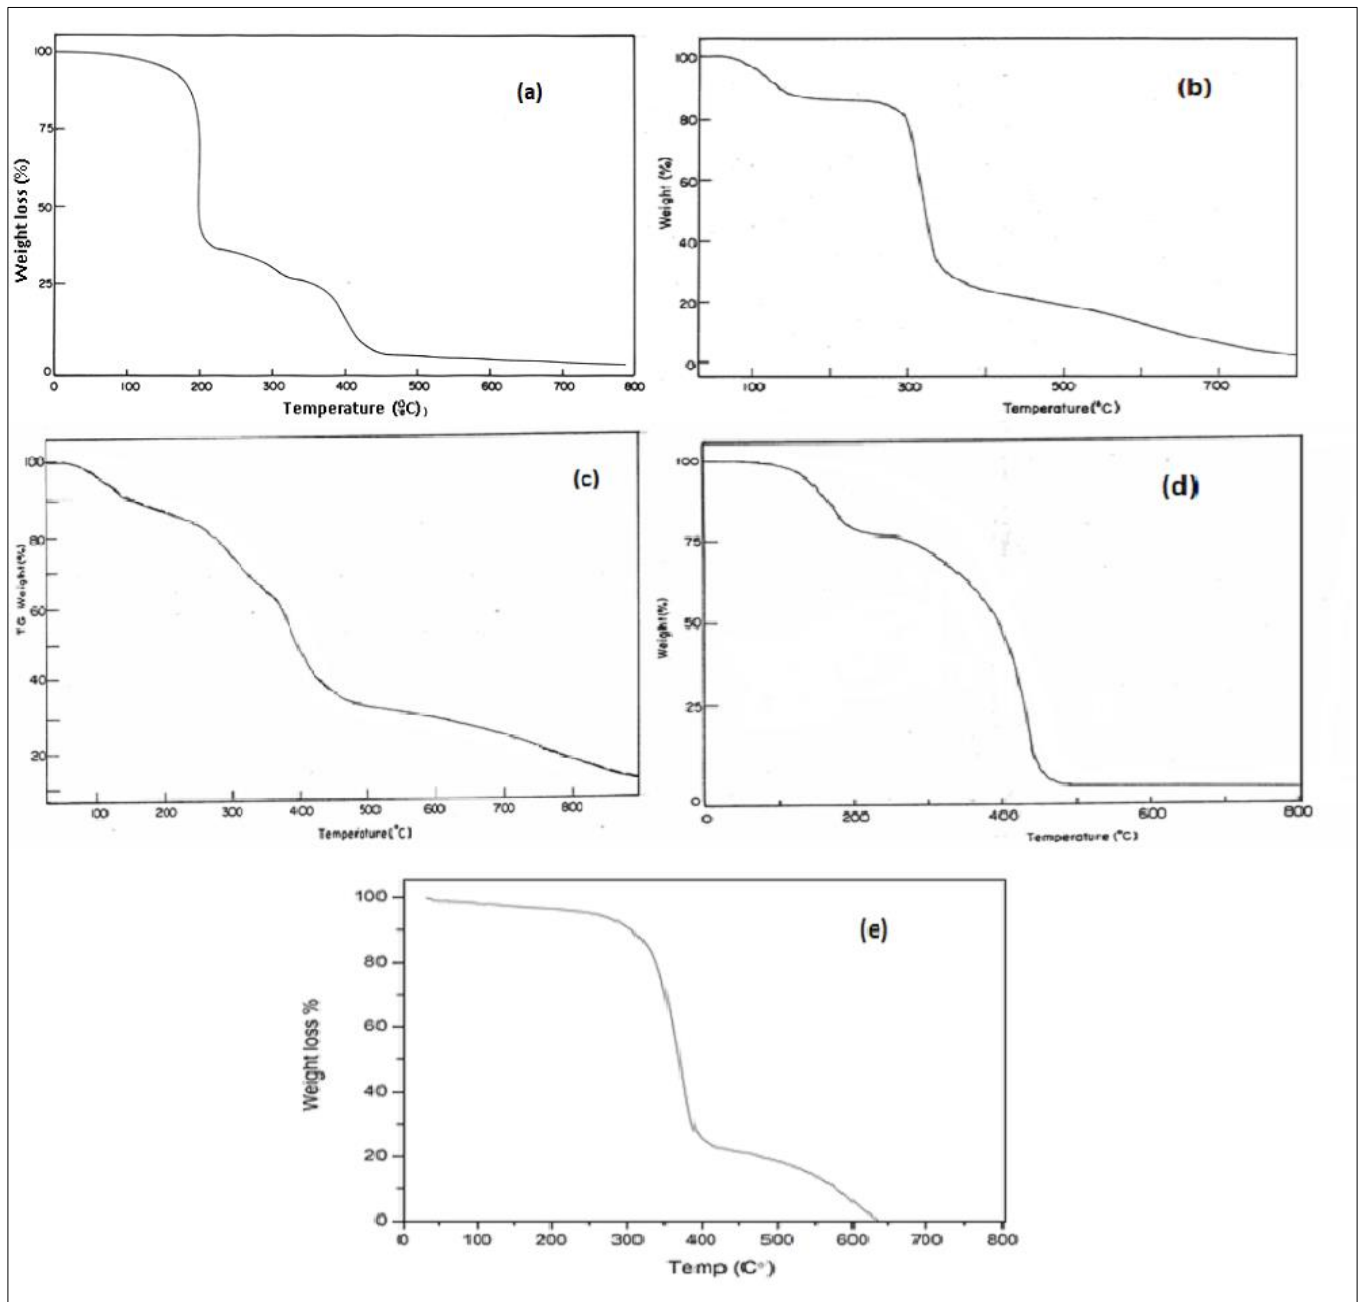 (a)
100
75
50
25
0
Weight loss (%)
0 100 200 300 400 500 600 700 800
Temperature (°C)
(b)
100
80
60
40
20
0
Weight (%)
100 300 500 700
Temperature (°C)
(c)
100
80
60
40
20
TG Weight (%)
100 200 300 400 500 600 700 800
Temperature (°C)
(d)
100
75
50
25
0
Weight (%)
0 200 400 600 800
Temperature (°C)
(e)
100
80
60
40
20
0
Weight loss %
0 100 200 300 400 500 600 700 800
Temp (C°)